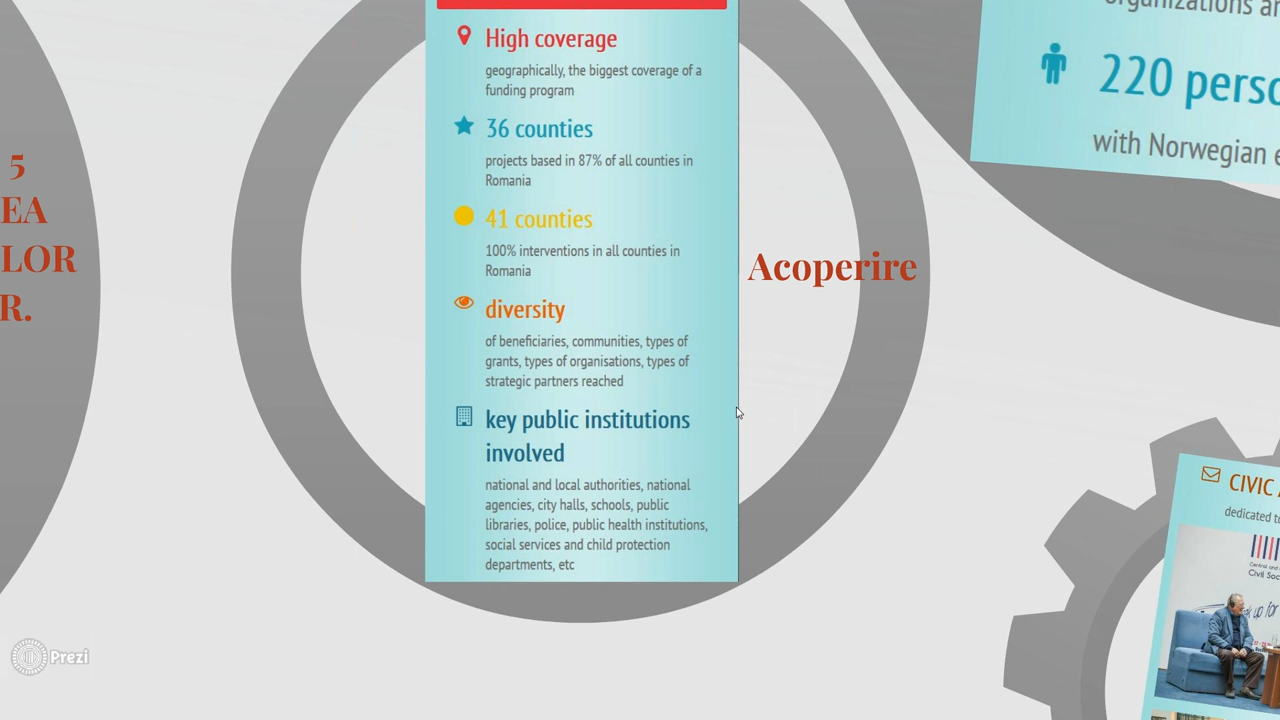 High coverage
geographically, the biggest coverage of a
funding program
36 counties
projects based in 87% of all counties in
Romania
41 counties
100% interventions in all counties in
Romania
diversity
of beneficiaries, communities, types of
grants, types of organisations, types of
strategic partners reached
key public institutions
involved
national and local authorities, national
agencies, city halls, schools, public
libraries, police, public health institutions,
social services and child protection
departments, etc
Acoperire
5
EA
LOR
R.
organizations
220
with Norwegian
CIVIC
dedicated
Prezi